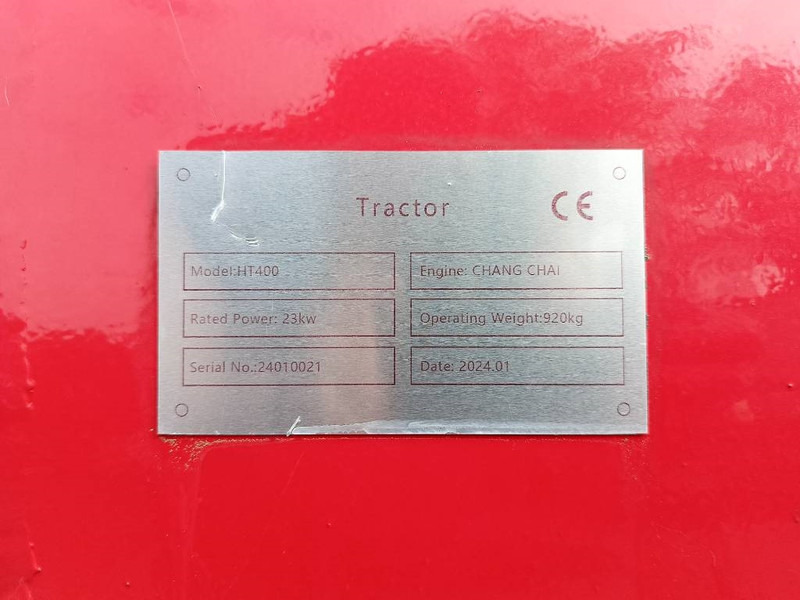 Tractor CE
Model:HT400 Engine: CHANG CHAI
Rated Power: 23kw Operating Weight:920kg
Serial No.:24010021 Date: 2024.01